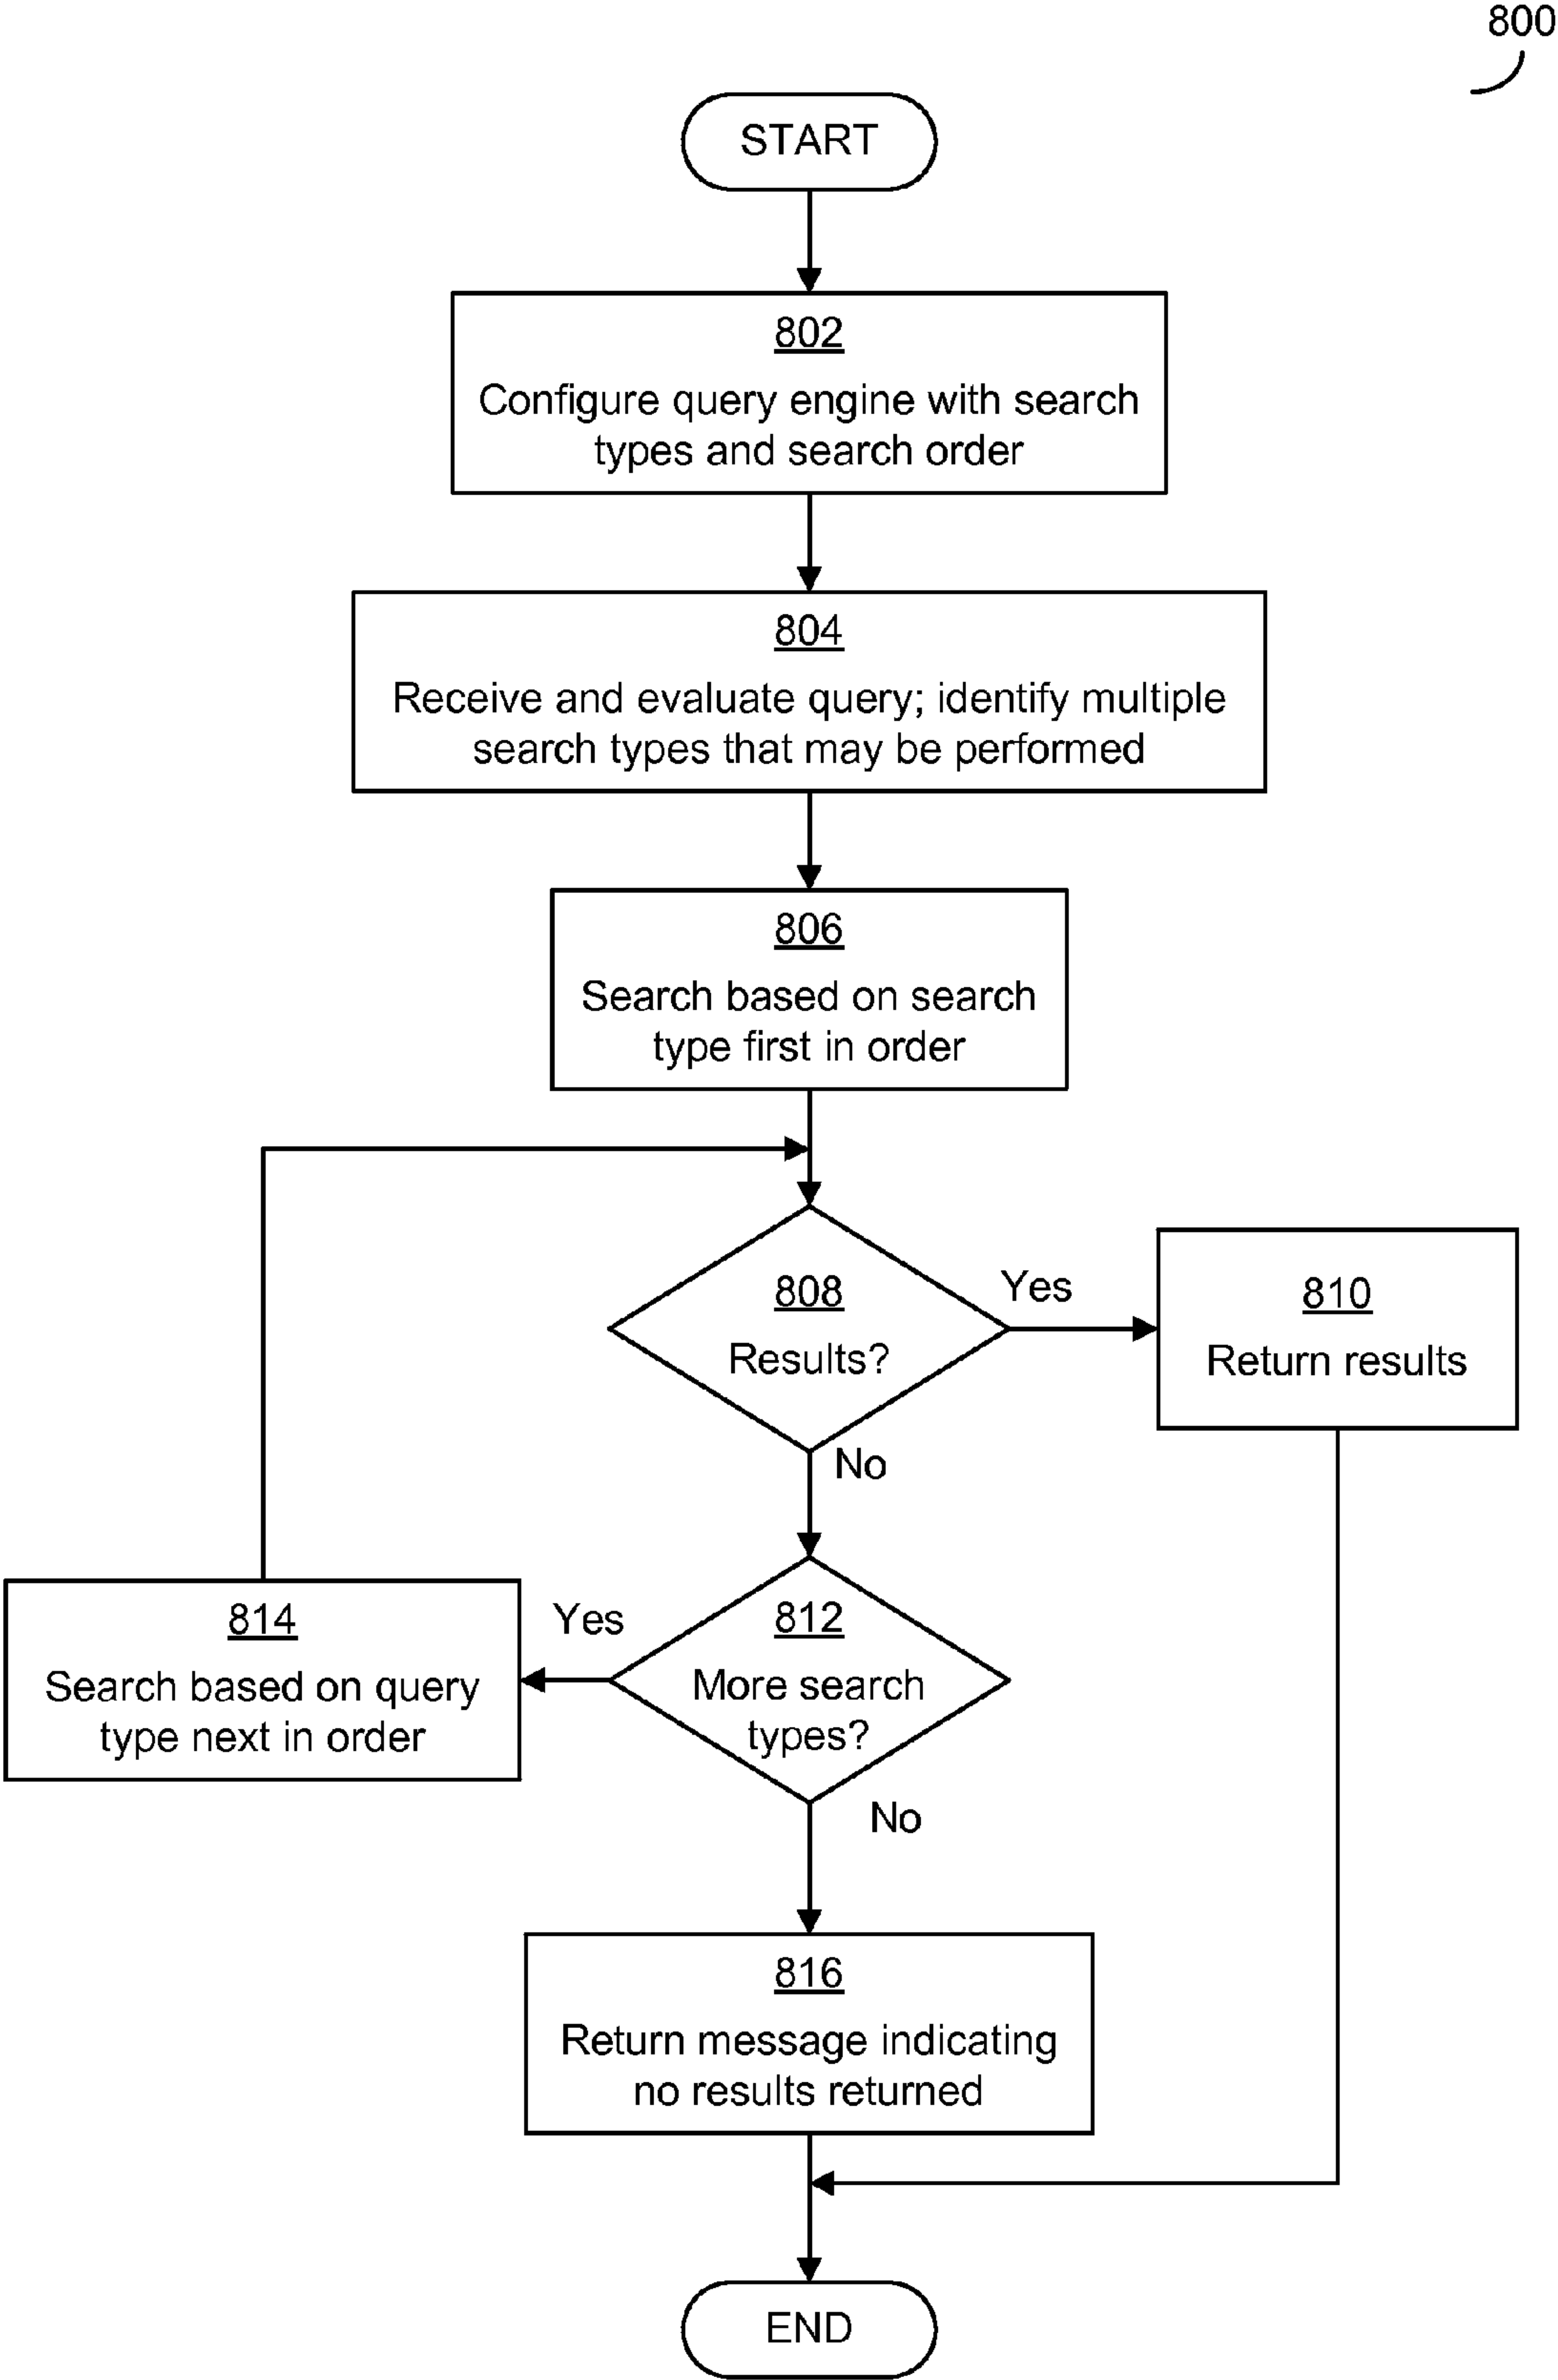 800
START
802
Configure query engine with search
types and search order
804
Receive and evaluate query; identify multiple
search types that may be performed
806
Search based on search
type first in order
808
Results?
Yes
810
Return results
No
812
More search
types?
Yes
814
Search based on query
type next in order
No
816
Return message indicating
no results returned
END